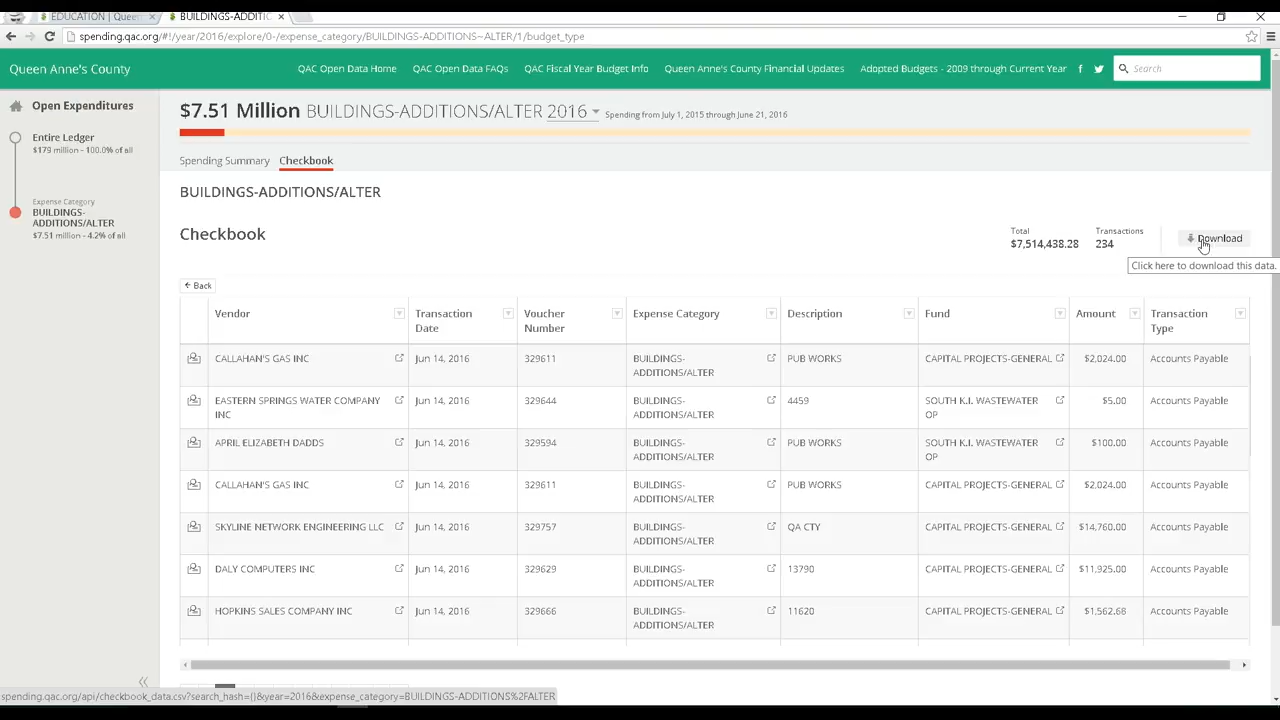 EDUCATION | Queen
BUILDINGS-ADDITIC
spending.qac.org/#!/year/2016/explore/0-/expense_category/BUILDINGS-ADDITIONS~ALTER/1/budget_type
Queen Anne's County
QAC Open Data Home
QAC Open Data FAQs
QAC Fiscal Year Budget Info
Queen Anne's County Financial Updates
Adopted Budgets - 2009 through Current Year
Search
Open Expenditures
Entire Ledger
$179 million - 100.0% of all
Expense Category
BUILDINGS-
ADDITIONS/ALTER
$7.51 million - 4.2% of all
$7.51 Million BUILDINGS-ADDITIONS/ALTER 2016
Spending from July 1, 2015 through June 21, 2016
Spending Summary
Checkbook
BUILDINGS-ADDITIONS/ALTER
Checkbook
Total
$7,514,438.28
Transactions
234
Download
Click here to download this data.
Back
Vendor
Transaction
Date
Voucher
Number
Expense Category
Description
Fund
Amount
Transaction
Type
CALLAHAN'S GAS INC
Jun 14, 2016
329611
BUILDINGS-
ADDITIONS/ALTER
PUB WORKS
CAPITAL PROJECTS-GENERAL
$2,024.00
Accounts Payable
EASTERN SPRINGS WATER COMPANY
INC
Jun 14, 2016
329644
BUILDINGS-
ADDITIONS/ALTER
4459
SOUTH K.I. WASTEWATER
OP
$5.00
Accounts Payable
APRIL ELIZABETH DADDS
Jun 14, 2016
329594
BUILDINGS-
ADDITIONS/ALTER
PUB WORKS
SOUTH K.I. WASTEWATER
OP
$100.00
Accounts Payable
CALLAHAN'S GAS INC
Jun 14, 2016
329611
BUILDINGS-
ADDITIONS/ALTER
PUB WORKS
CAPITAL PROJECTS-GENERAL
$2,024.00
Accounts Payable
SKYLINE NETWORK ENGINEERING LLC
Jun 14, 2016
329757
BUILDINGS-
ADDITIONS/ALTER
QA CTY
CAPITAL PROJECTS-GENERAL
$14,760.00
Accounts Payable
DALY COMPUTERS INC
Jun 14, 2016
329629
BUILDINGS-
ADDITIONS/ALTER
13790
CAPITAL PROJECTS-GENERAL
$11,925.00
Accounts Payable
HOPKINS SALES COMPANY INC
Jun 14, 2016
329666
BUILDINGS-
ADDITIONS/ALTER
11620
CAPITAL PROJECTS-GENERAL
$1,562.68
Accounts Payable
spending.qac.org/api/checkbook_data.csv?search_hash={}&year=2016&expense_category=BUILDINGS-ADDITIONS%2FALTER